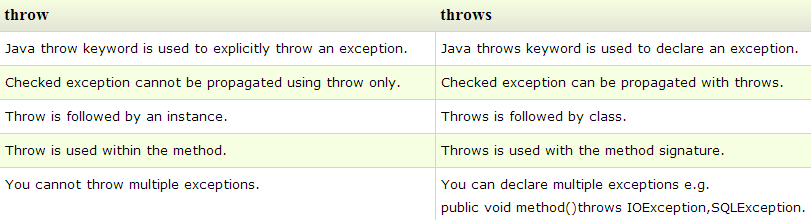 throw throws
Java throw keyword is used to explicitly throw an exception. Java throws keyword is used to declare an exception.
Checked exception cannot be propagated using throw only. Checked exception can be propagated with throws.
Throw is followed by an instance. Throws is followed by class.
Throw is used within the method. Throws is used with the method signature.
You cannot throw multiple exceptions. You can declare multiple exceptions e.g.
public void method()throws IOException,SQLException.